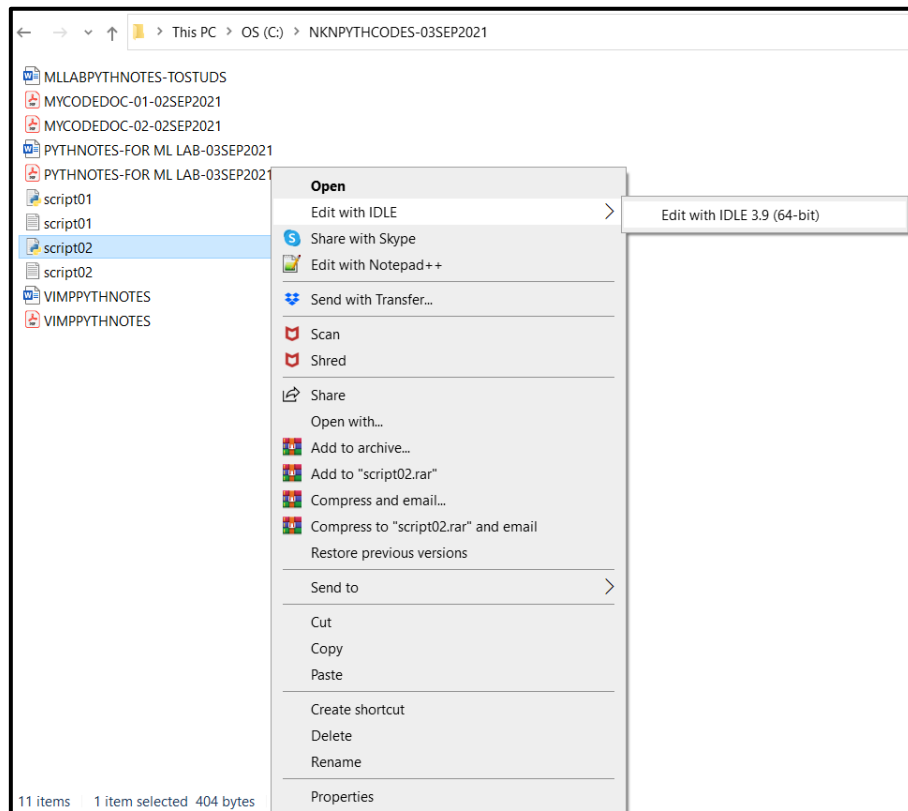 This PC > OS (C:) > NKNPYTHCODES-03SEP2021
MLLABPYTHNOTES-TOSTUDS
MYCODEDOC-01-02SEP2021
MYCODEDOC-02-02SEP2021
PYTHNOTES-FOR ML LAB-03SEP2021
PYTHNOTES-FOR ML LAB-03SEP2021
script01
script01
script02
script02
VIMPPYTHNOTES
VIMPPYTHNOTES
Open
Edit with IDLE
Edit with IDLE 3.9 (64-bit)
Share with Skype
Edit with Notepad++
Send with Transfer...
Scan
Shred
Share
Open with...
Add to archive...
Add to "script02.rar"
Compress and email...
Compress to "script02.rar" and email
Restore previous versions
Send to
Cut
Copy
Paste
Create shortcut
Delete
Rename
Properties
11 items 1 item selected 404 bytes